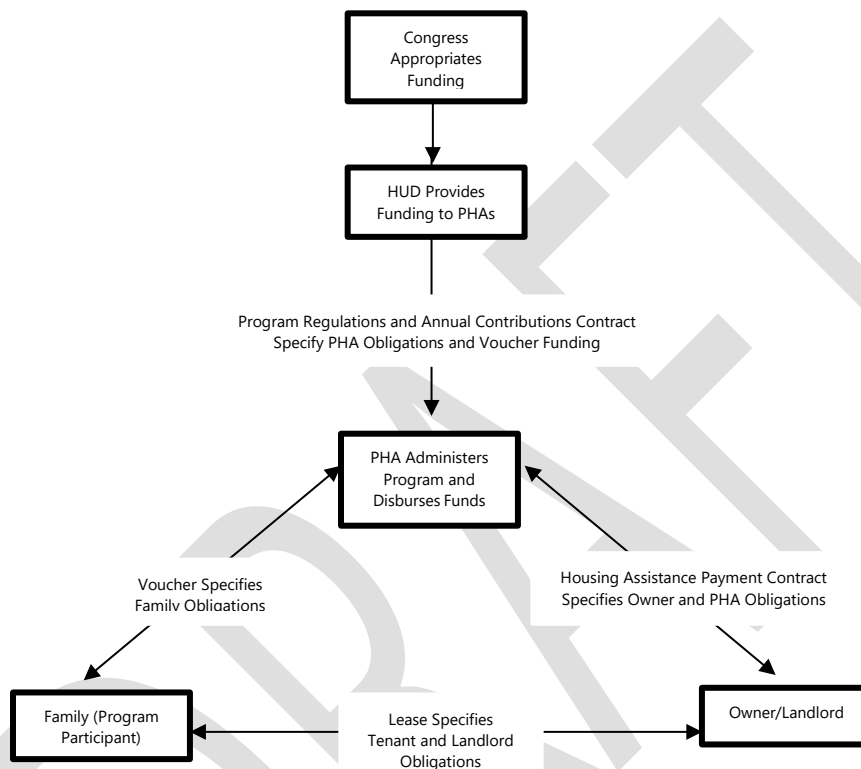 Congress
Appropriates
Funding
HUD Provides
Funding to PHAs
Program Regulations and Annual Contributions Contract
Specify PHA Obligations and Voucher Funding
PHA Administers
Program and
Disburses Funds
Voucher Specifies
Family Obligations
Housing Assistance Payment Contract
Specifies Owner and PHA Obligations
Family (Program
Participant)
Lease Specifies
Tenant and Landlord
Obligations
Owner/Landlord
DRAFT